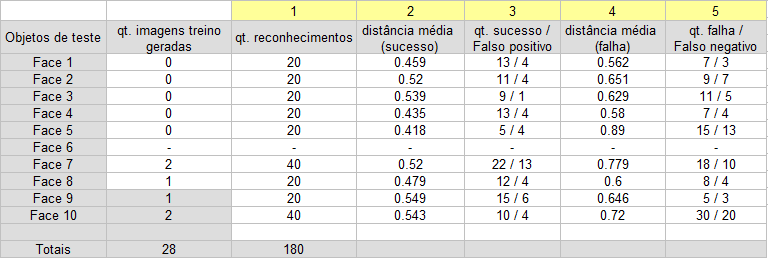 1 2 3 4 5
Objetos de teste qt. imagens treino geradas qt. reconhecimentos distância média (sucesso) qt. sucesso / Falso positivo distância média (falha) qt. falha / Falso negativo
Face 1 0 20 0.459 13 / 4 0.562 7 / 3
Face 2 0 20 0.52 11 / 4 0.651 9 / 7
Face 3 0 20 0.539 9 / 1 0.629 11 / 5
Face 4 0 20 0.435 13 / 4 0.58 7 / 4
Face 5 0 20 0.418 5 / 4 0.89 15 / 13
Face 6 - - - - - -
Face 7 2 40 0.52 22 / 13 0.779 18 / 10
Face 8 1 20 0.479 12 / 4 0.6 8 / 4
Face 9 1 20 0.549 15 / 6 0.646 5 / 3
Face 10 2 40 0.543 10 / 4 0.72 30 / 20
Totais 28 180